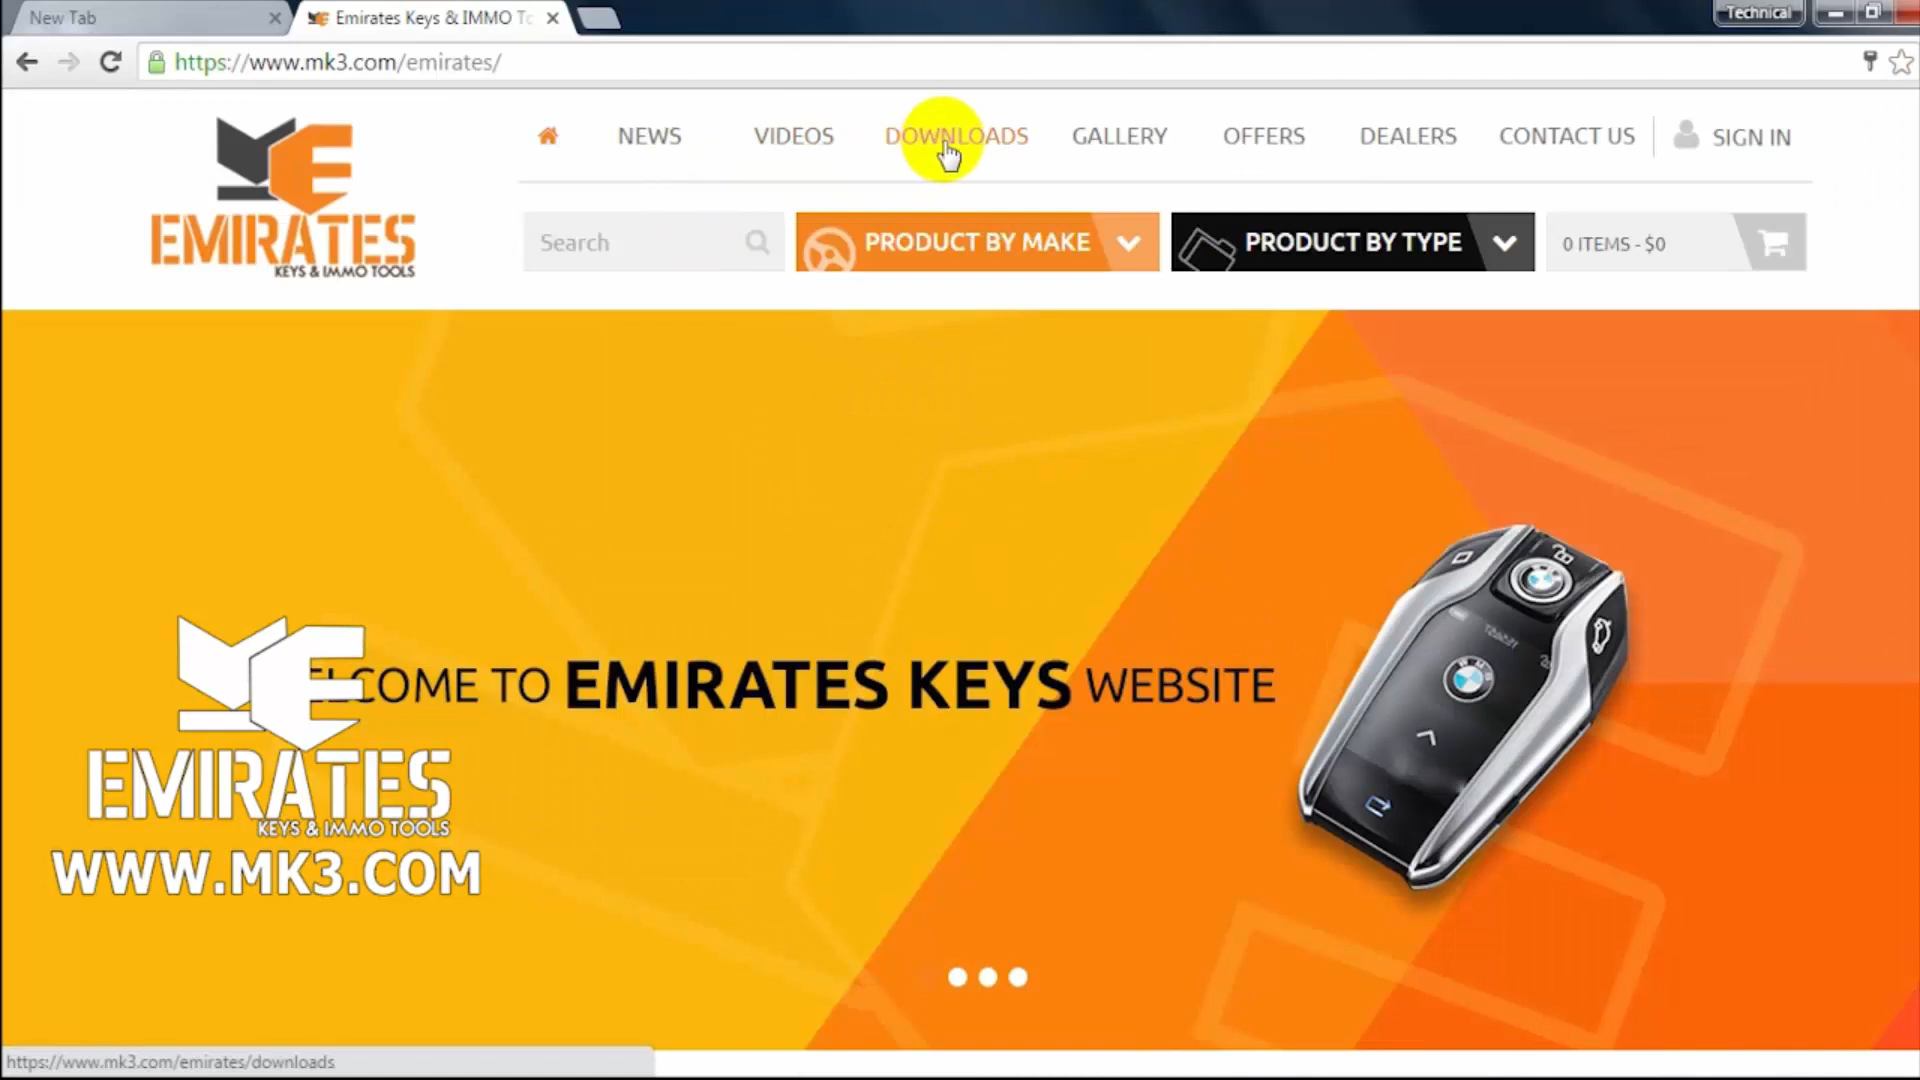 New Tab
Emirates Keys & IMMO To
Technical
https://www.mk3.com/emirates/
NEWS
VIDEOS
DOWNLOADS
GALLERY
OFFERS
DEALERS
CONTACT US
SIGN IN
EMIRATES
KEYS & IMMO TOOLS
Search
PRODUCT BY MAKE
PRODUCT BY TYPE
0 ITEMS - $0
ELCOME TO EMIRATES KEYS WEBSITE
EMIRATES
KEYS & IMMO TOOLS
WWW.MK3.COM
https://www.mk3.com/emirates/downloads